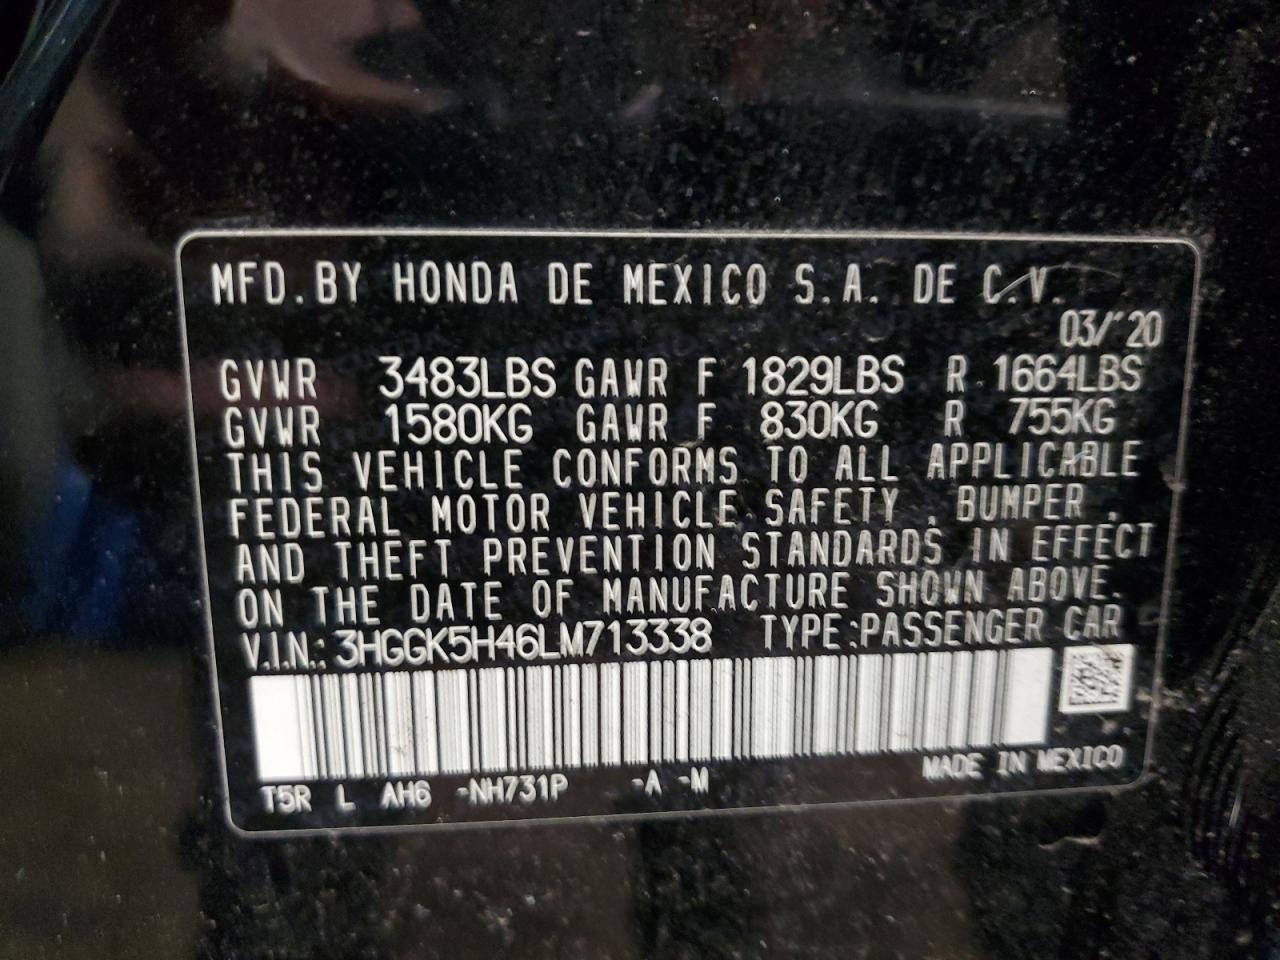 MFD.BY HONDA DE MEXICO S.A. DE C.V.
03/'20
GVWR 3483LBS GAWR F 1829LBS R 1664LBS
GVWR 1580KG GAWR F 830KG R 755KG
THIS VEHICLE CONFORMS TO ALL APPLICABLE
FEDERAL MOTOR VEHICLE SAFETY , BUMPER ,
AND THEFT PREVENTION STANDARDS IN EFFECT
ON THE DATE OF MANUFACTURE SHOWN ABOVE.
V.I.N.: 3HGGK5H46LM713338 TYPE:PASSENGER CAR
T5R L AH6 -NH731P -A -M MADE IN MEXICO